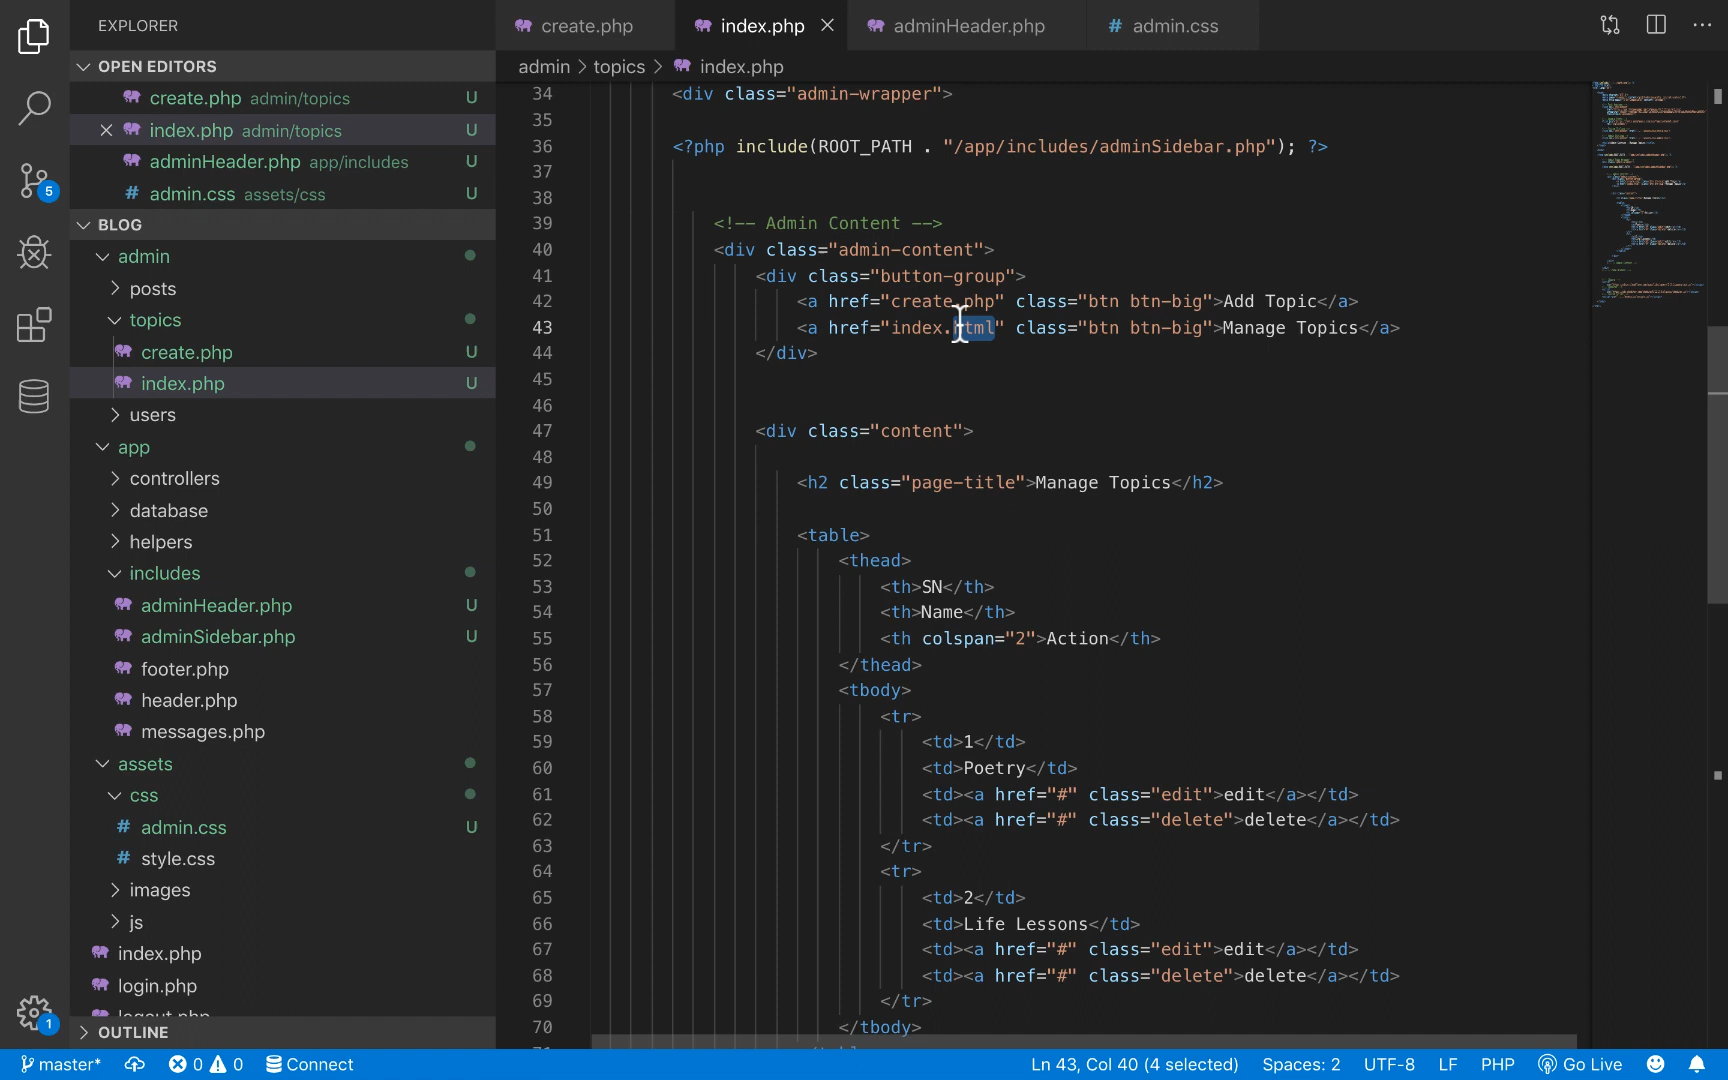 EXPLORER
create.php
index.php
adminHeader.php
# admin.css
OPEN EDITORS
create.php admin/topics U
index.php admin/topics U
adminHeader.php app/includes U
# admin.css assets/css U
BLOG
admin
posts
topics
create.php U
index.php U
users
app
controllers
database
helpers
includes
adminHeader.php U
adminSidebar.php U
footer.php
header.php
messages.php
assets
css
# admin.css U
# style.css
images
js
index.php
login.php
logout.php
OUTLINE
5
1
admin > topics > index.php
34 <div class="admin-wrapper">
35
36 <?php include(ROOT_PATH . "/app/includes/adminSidebar.php"); ?>
37
38
39 <!-- Admin Content -->
40 <div class="admin-content">
41 <div class="button-group">
42 <a href="create.php" class="btn btn-big">Add Topic</a>
43 <a href="index.html" class="btn btn-big">Manage Topics</a>
44 </div>
45
46
47 <div class="content">
48
49 <h2 class="page-title">Manage Topics</h2>
50
51 <table>
52 <thead>
53 <th>SN</th>
54 <th>Name</th>
55 <th colspan="2">Action</th>
56 </thead>
57 <tbody>
58 <tr>
59 <td>1</td>
60 <td>Poetry</td>
61 <td><a href="#" class="edit">edit</a></td>
62 <td><a href="#" class="delete">delete</a></td>
63 </tr>
64 <tr>
65 <td>2</td>
66 <td>Life Lessons</td>
67 <td><a href="#" class="edit">edit</a></td>
68 <td><a href="#" class="delete">delete</a></td>
69 </tr>
70 </tbody>
master* 0 0 Connect
Ln 43, Col 40 (4 selected) Spaces: 2 UTF-8 LF PHP Go Live